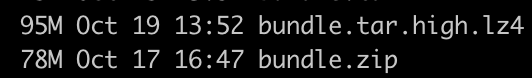 95M Oct 19 13:52 bundle.tar.high.lz4
78M Oct 17 16:47 bundle.zip